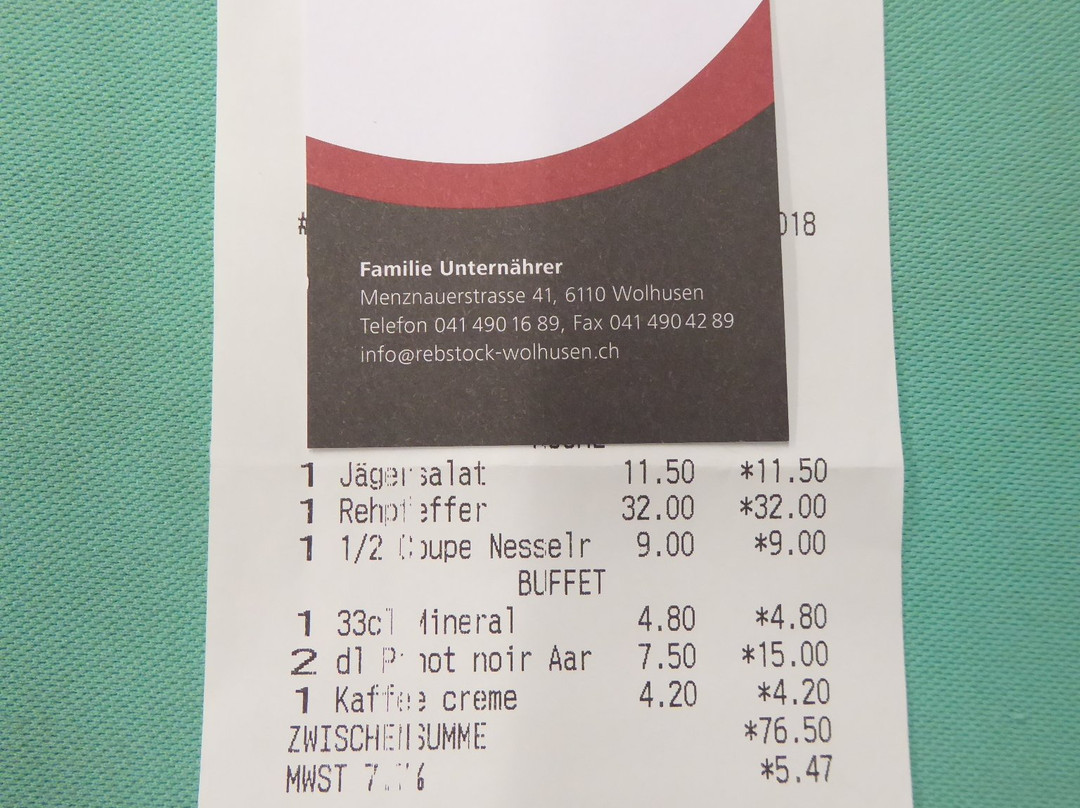 #
018
Familie Unternährer
Menznauerstrasse 41, 6110 Wolhusen
Telefon 041 490 16 89, Fax 041 490 42 89
info@rebstock-wolhusen.ch
1 Jägersalat 11.50 *11.50
1 Rehpfeffer 32.00 *32.00
1 1/2 Coupe Nesselr 9.00 *9.00
BUFFET
1 33cl Mineral 4.80 *4.80
2 dl Pinot noir Aar 7.50 *15.00
1 Kaffee creme 4.20 *4.20
ZWISCHENSUMME *76.50
MWST *5.47